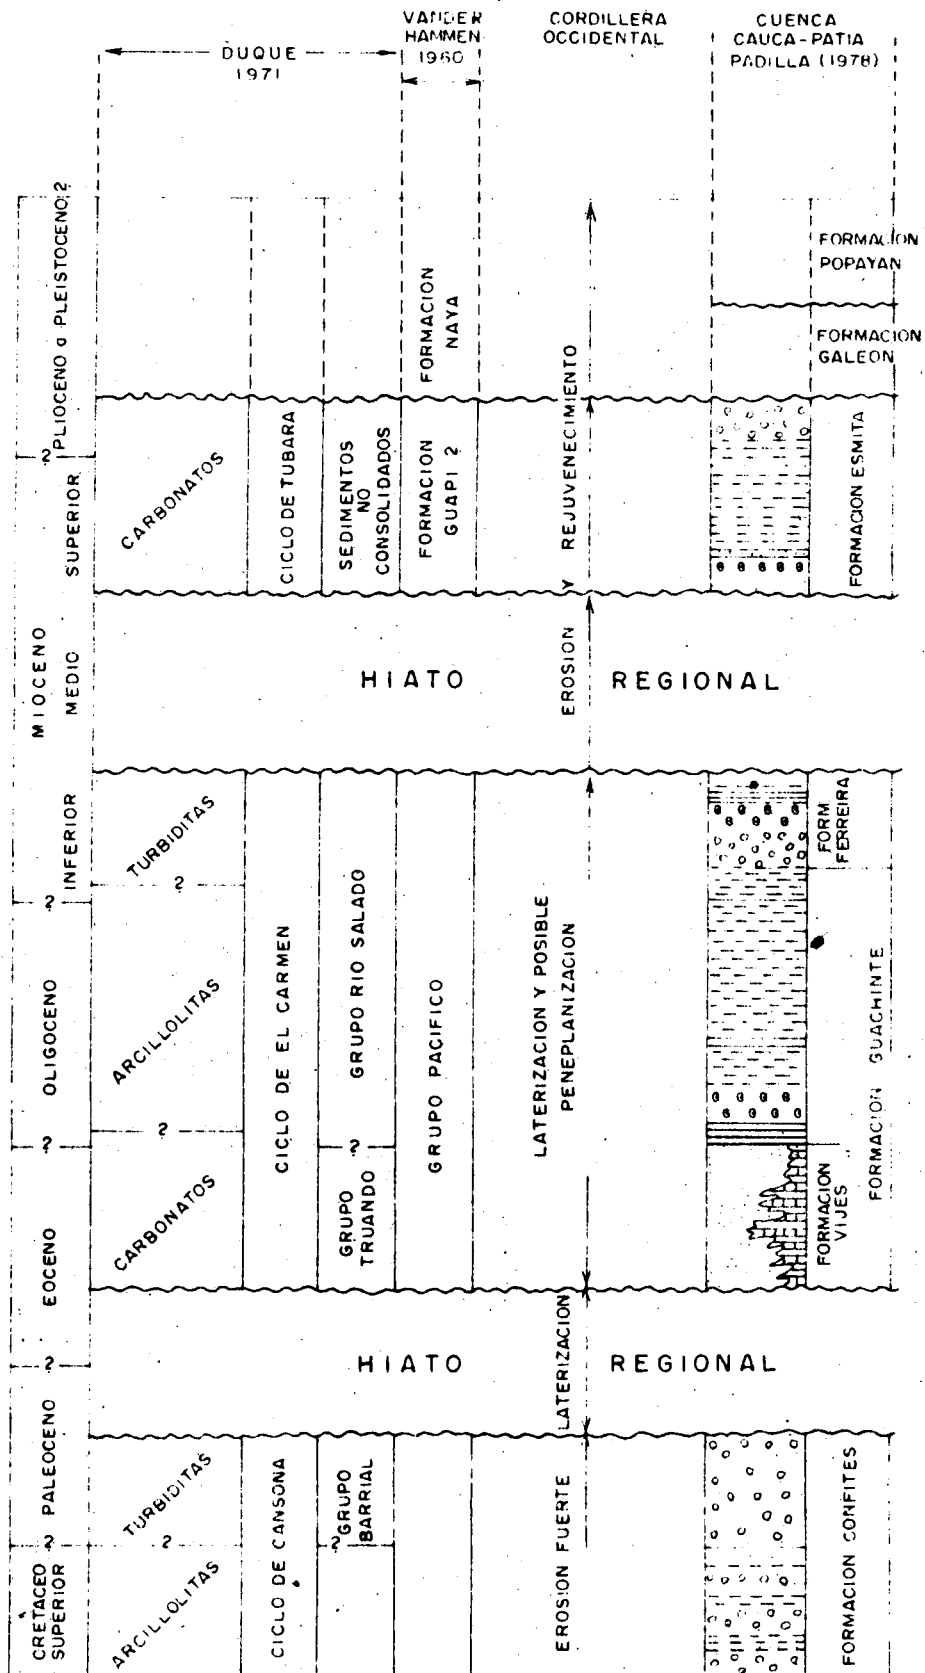 VANDER
HAMMEN
1960
DUQUE
1971
CORDILLERA
OCCIDENTAL
CUENCA
CAUCA-PATIA
PADILLA (1978)
PLIOCENO a PLEISTOCENO ?
?
SUPERIOR
MIOCENO
MEDIO
INFERIOR
?
OLIGOCENO
?
EOCENO
?
PALEOCENO
?
CRETACEO
SUPERIOR
CARBONATOS
TURBIDITAS
?
ARCILLOLITAS
?
CARBONATOS
TURBIDITAS
?
ARCILLOLITAS
CICLO DE TUBARA
CICLO DE EL CARMEN
CICLO DE CANSONA
SEDIMENTOS
NO
CONSOLIDADOS
GRUPO RIO SALADO
?
GRUPO
TRUANDO
GRUPO
BARRIAL
?
FORMACION
NAYA
FORMACION
GUAPI ?
GRUPO PACIFICO
EROSION Y REJUVENECIMIENTO
HIATO REGIONAL
LATERIZACION Y POSIBLE
PENEPLANIZACION
HIATO REGIONAL
LATERIZACION
EROSION FUERTE
FORMACION
POPAYAN
FORMACION
GALEON
FORMACION ESMITA
FORM
FERREIRA
FORMACION GUACHINTE
FORMACION
VIJES
FORMACION CONFITES